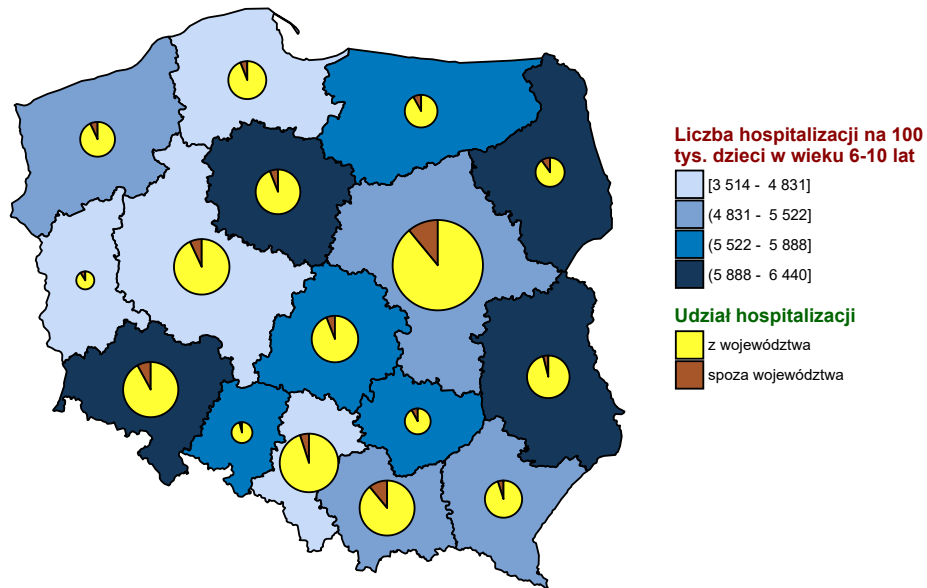 Liczba hospitalizacji na 100
tys. dzieci w wieku 6-10 lat
[3 514 - 4 831]
(4 831 - 5 522]
(5 522 - 5 888]
(5 888 - 6 440]
Udział hospitalizacji
z województwa
spoza województwa